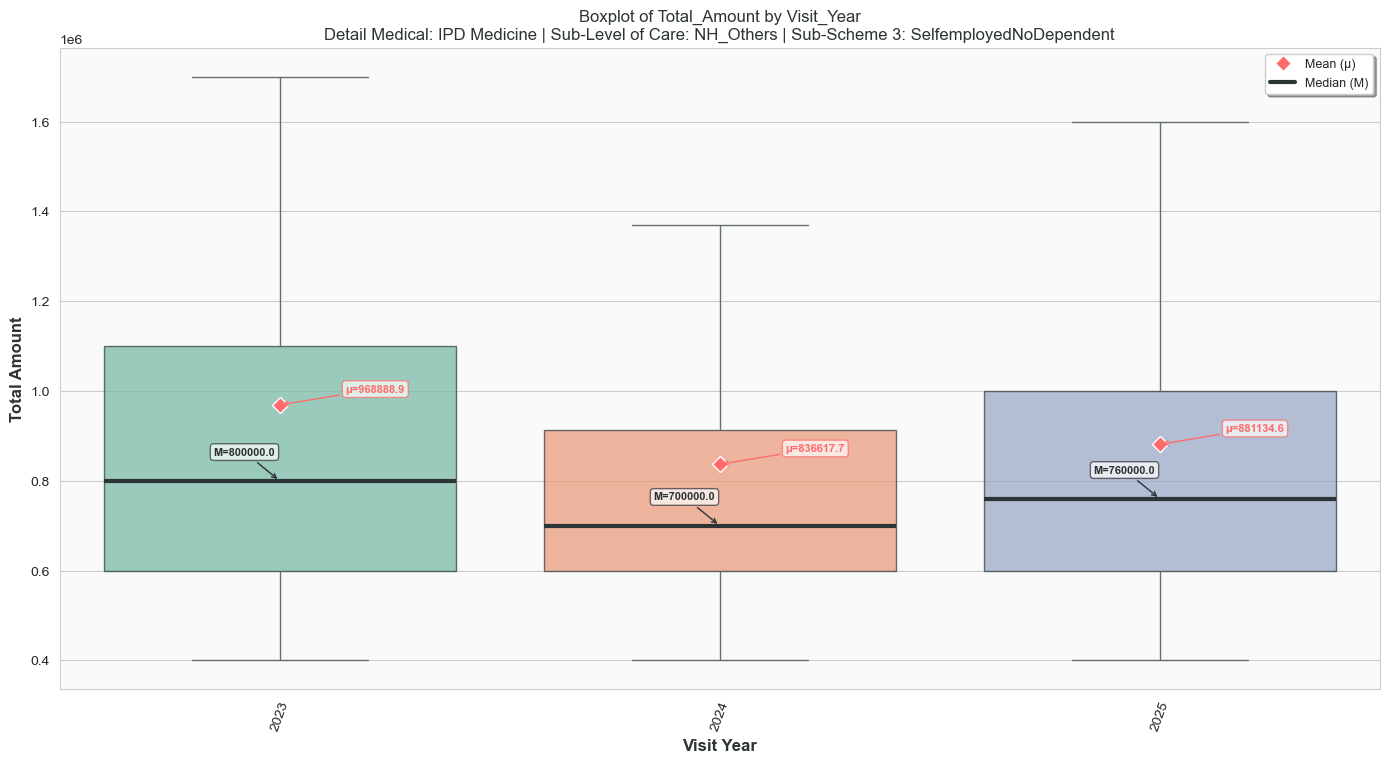 Boxplot of Total_Amount by Visit_Year
Detail Medical: IPD Medicine | Sub-Level of Care: NH_Others | Sub-Scheme 3: SelfemployedNoDependent
1e6
Mean (μ)
Median (M)
1.6
1.4
1.2
1.0
0.8
0.6
0.4
Total Amount
μ=968888.9
M=800000.0
μ=836617.7
M=700000.0
μ=881134.6
M=760000.0
2023
2024
2025
Visit Year